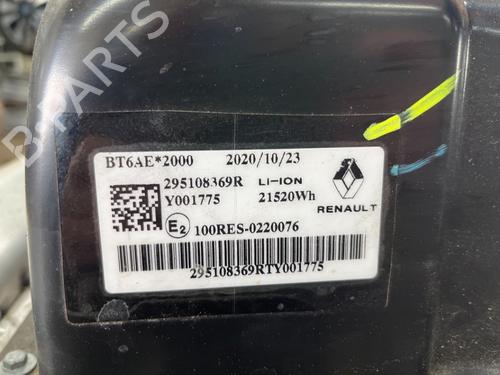 BT6AE*2000 2020/10/23
295108369R LI-ION
Y001775 21520Wh
RENAULT
E2 100RES-0220076
295108369RTY001775
B-PARTS